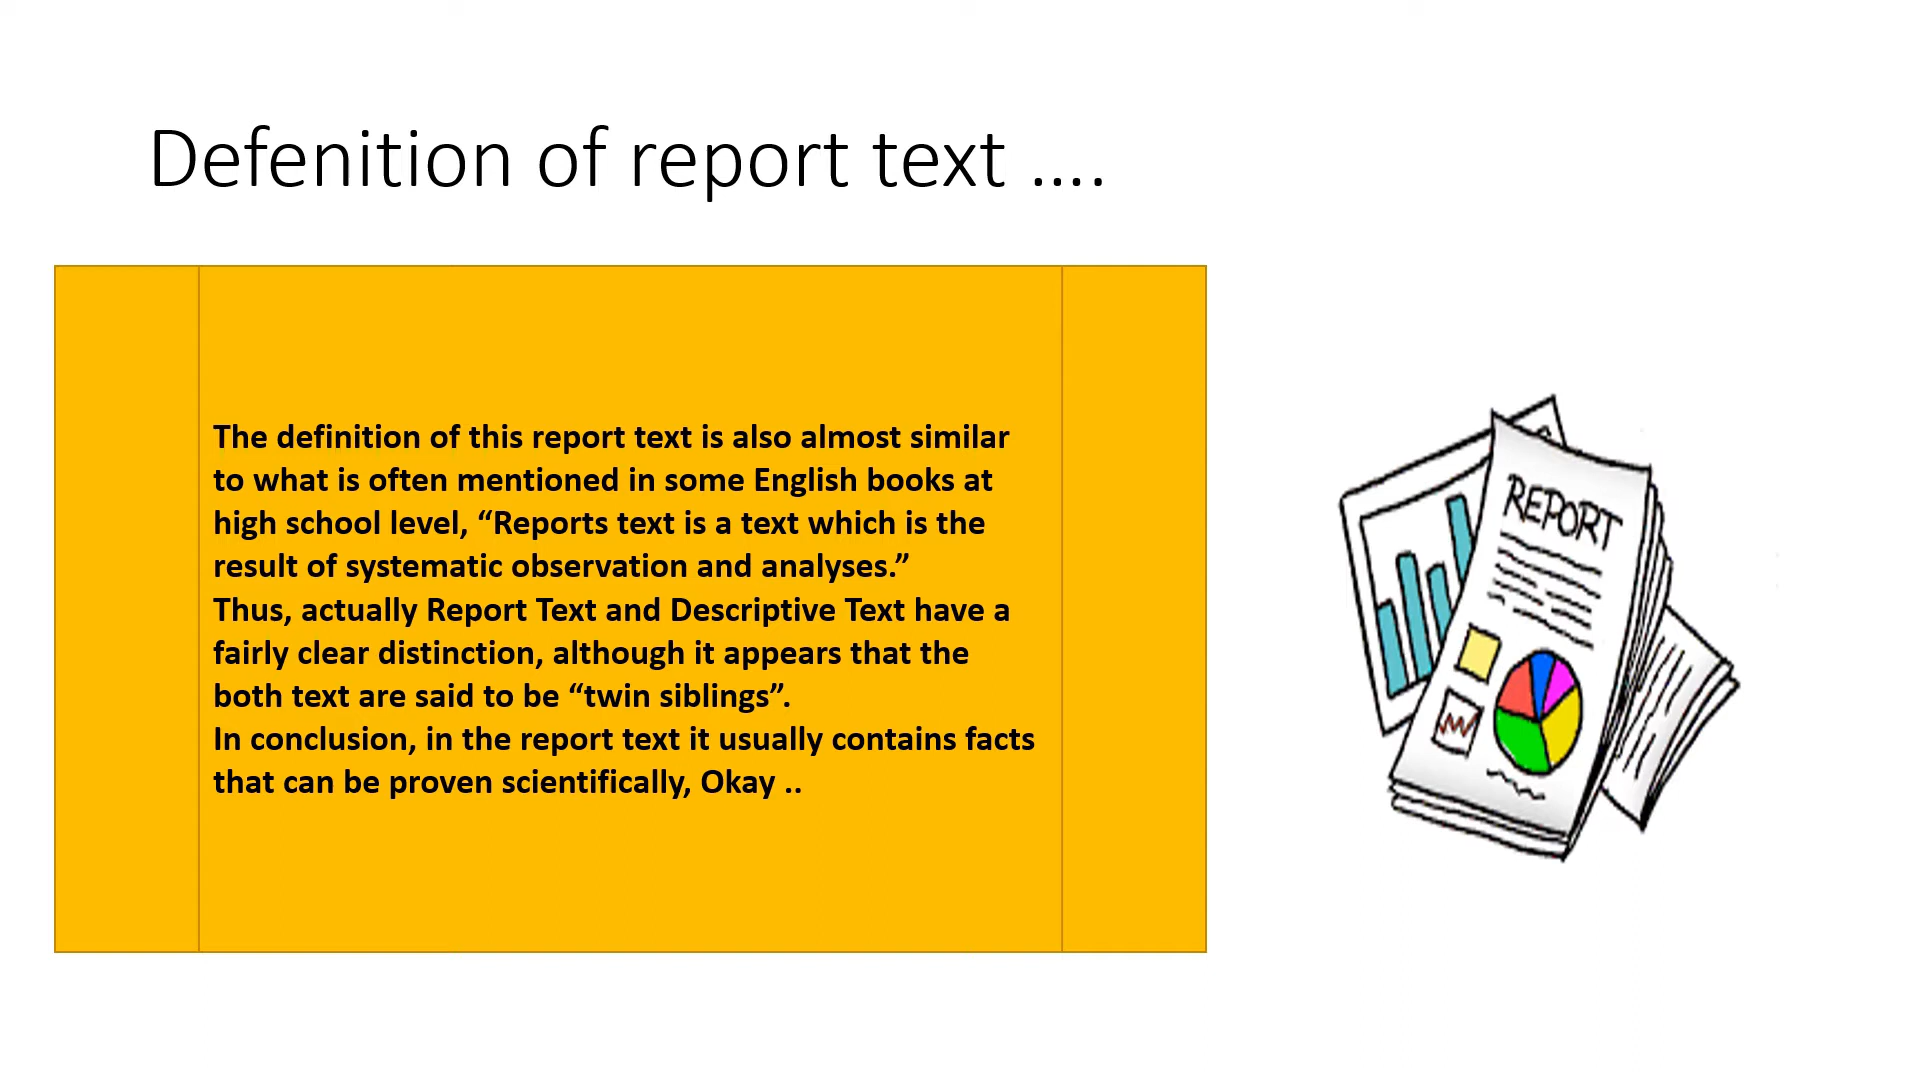 Defenition of report text ....
The definition of this report text is also almost similar
to what is often mentioned in some English books at
high school level, “Reports text is a text which is the
result of systematic observation and analyses.”
Thus, actually Report Text and Descriptive Text have a
fairly clear distinction, although it appears that the
both text are said to be “twin siblings”.
In conclusion, in the report text it usually contains facts
that can be proven scientifically, Okay ..
REPORT